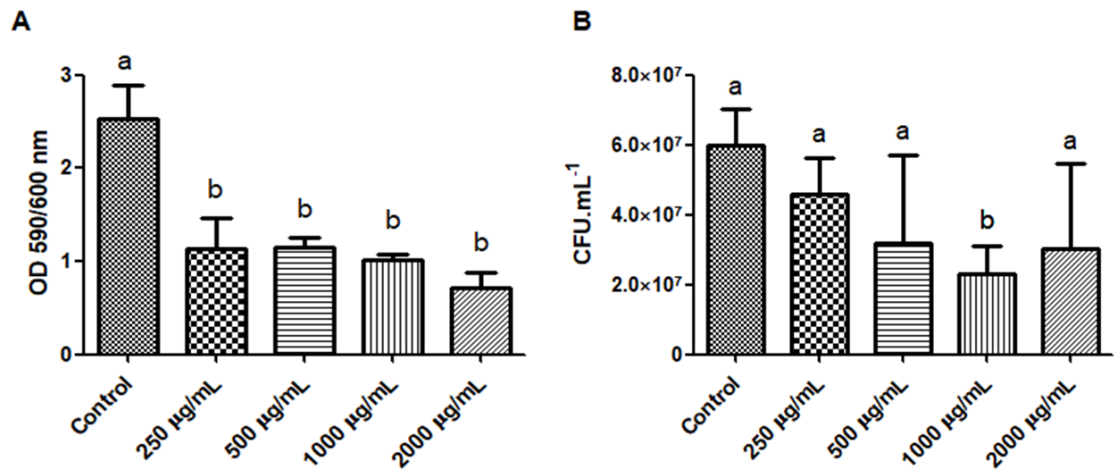 A
B
OD 590/600 nm
3
2
1
0
a
b
b
b
b
Control
250 µg/mL
500 µg/mL
1000 µg/mL
2000 µg/mL
CFU.mL⁻¹
8.0×10⁷
6.0×10⁷
4.0×10⁷
2.0×10⁷
0
a
a
a
b
a
Control
250 µg/mL
500 µg/mL
1000 µg/mL
2000 µg/mL